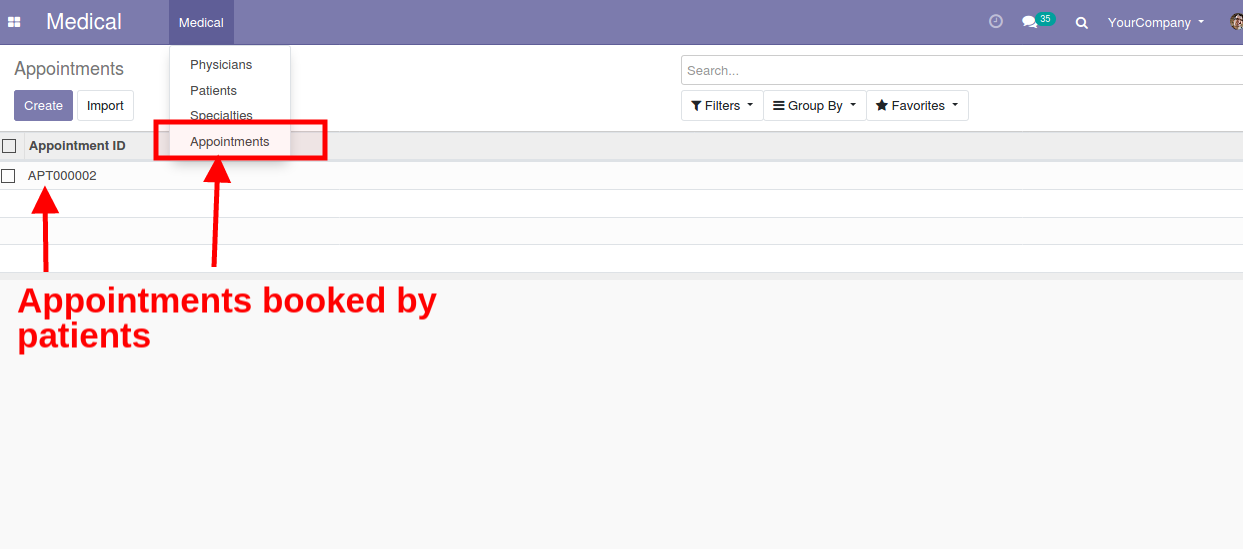 Medical
Medical
35
YourCompany
Physicians
Patients
Specialties
Appointments
Appointments
Search...
Create
Import
Filters
Group By
Favorites
Appointment ID
APT000002
Appointments booked by
patients